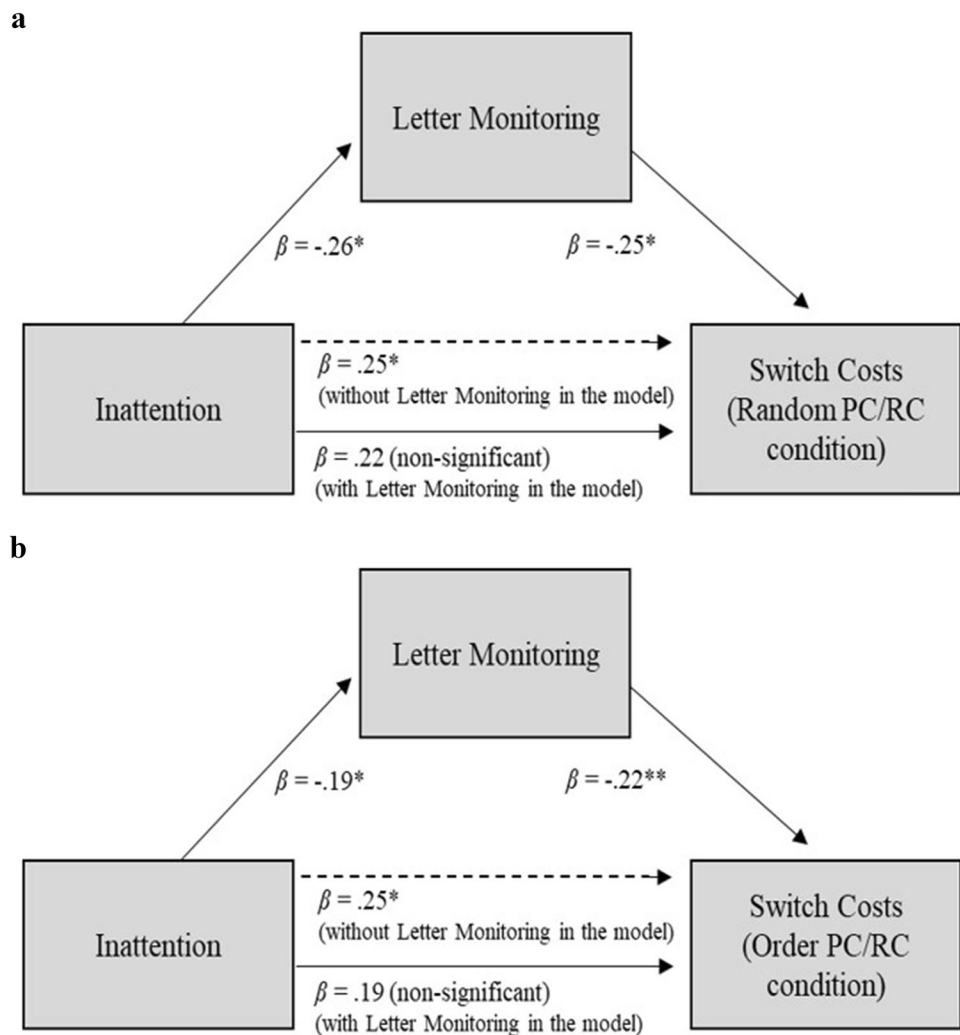 a
Letter Monitoring
β = -.26*
β = -.25*
Inattention
β = .25*
(without Letter Monitoring in the model)
β = .22 (non-significant)
(with Letter Monitoring in the model)
Switch Costs
(Random PC/RC
condition)
b
Letter Monitoring
β = -.19*
β = -.22**
Inattention
β = .25*
(without Letter Monitoring in the model)
β = .19 (non-significant)
(with Letter Monitoring in the model)
Switch Costs
(Order PC/RC
condition)